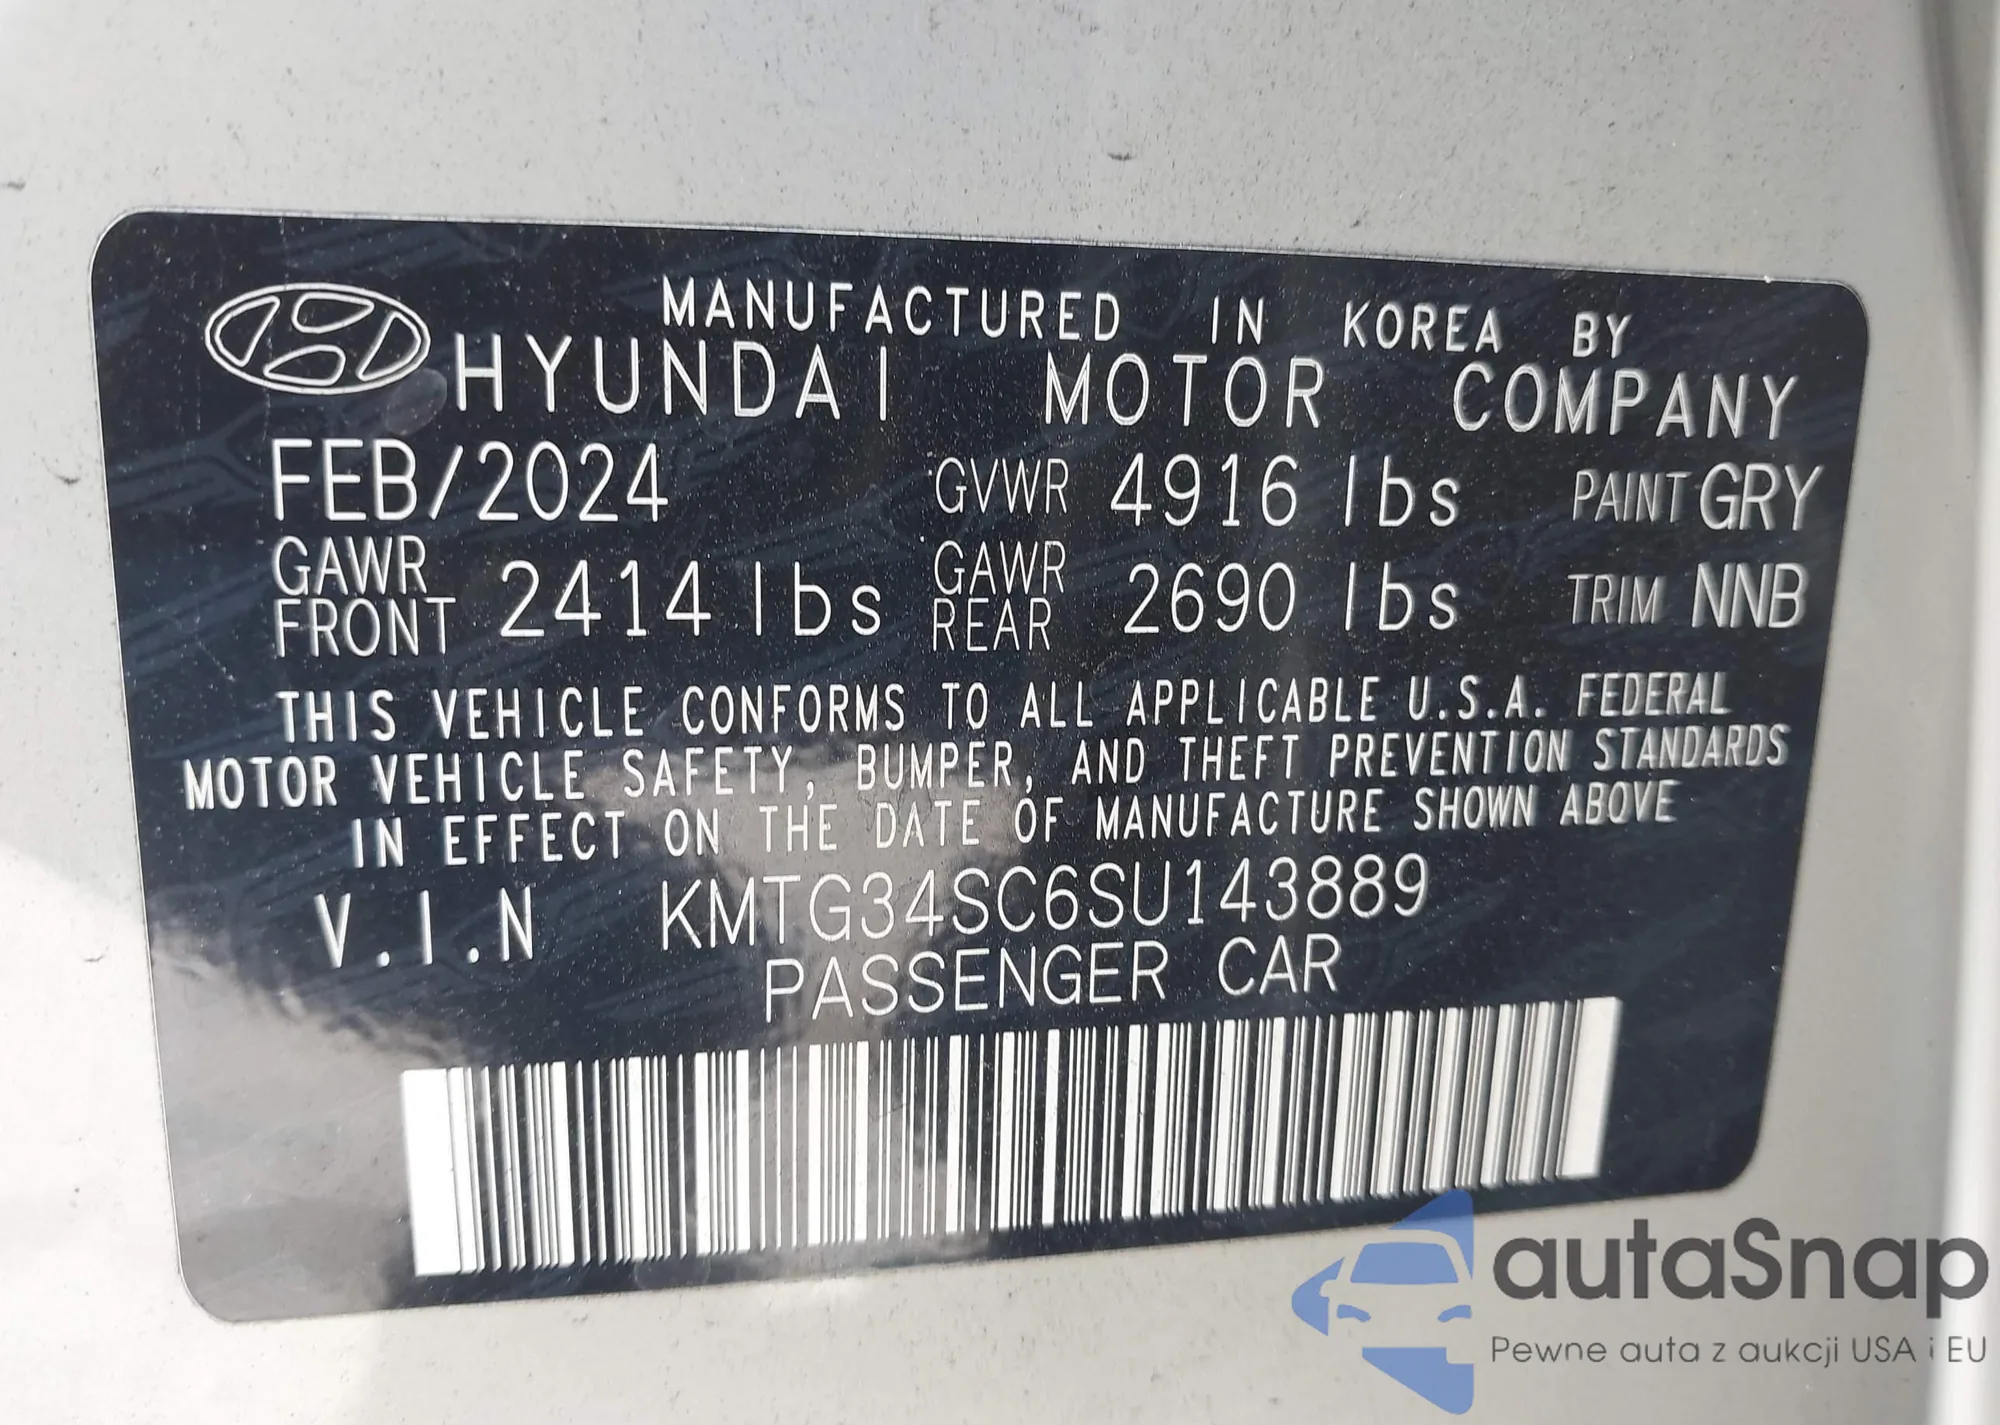 MANUFACTURED IN KOREA BY
HYUNDAI MOTOR COMPANY
FEB/2024 GVWR 4916 lbs PAINT GRY
GAWR FRONT 2414 lbs GAWR REAR 2690 lbs TRIM NNB
THIS VEHICLE CONFORMS TO ALL APPLICABLE U.S.A. FEDERAL
MOTOR VEHICLE SAFETY, BUMPER, AND THEFT PREVENTION STANDARDS
IN EFFECT ON THE DATE OF MANUFACTURE SHOWN ABOVE
V.I.N KMTG34SC6SU143889
PASSENGER CAR
autaSnap
Pewne auta z aukcji USA i EU